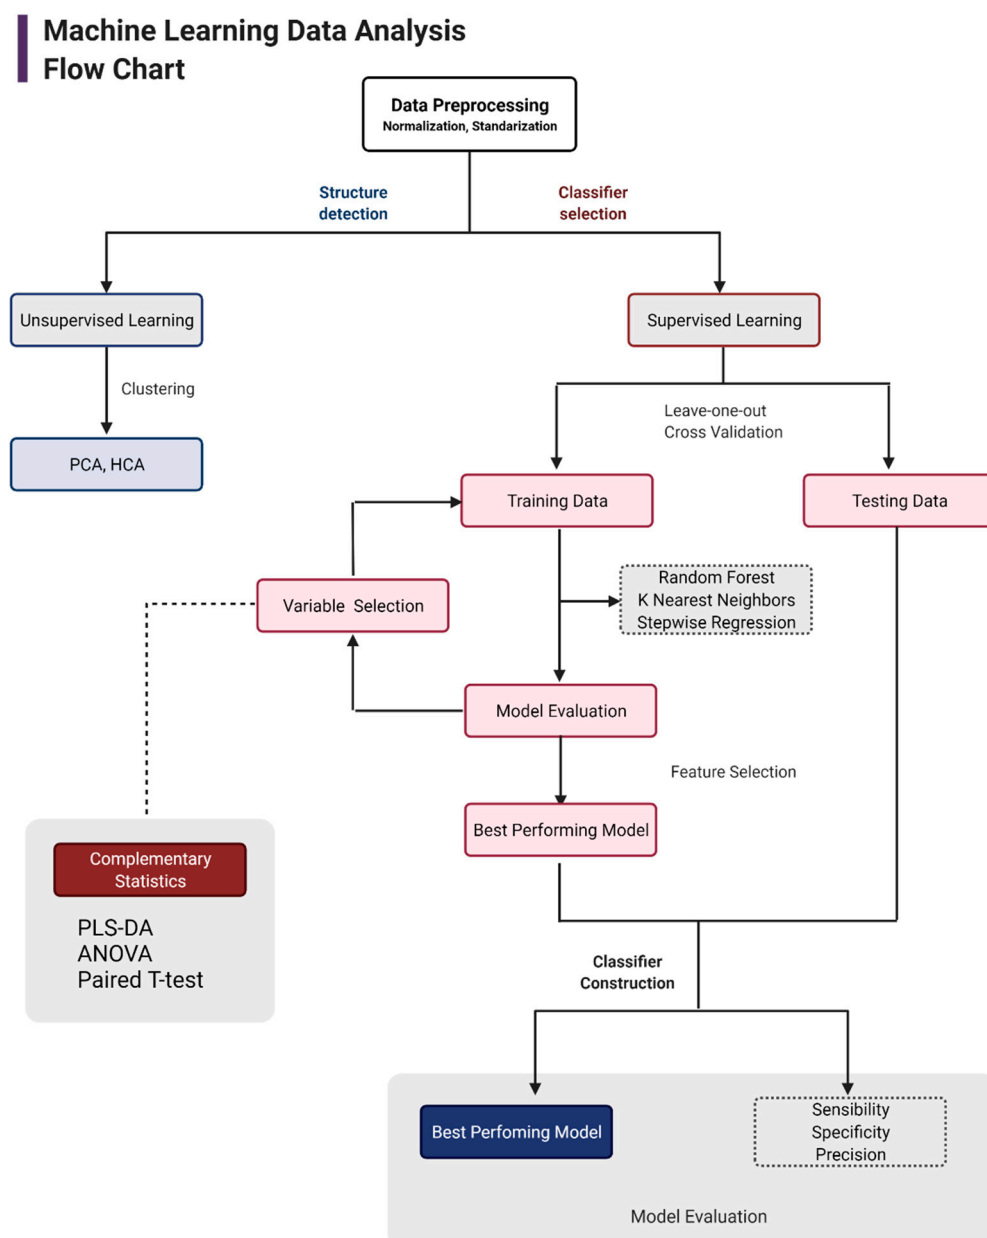 Machine Learning Data Analysis
Flow Chart
Data Preprocessing
Normalization, Standarization
Structure
detection
Classifier
selection
Unsupervised Learning
Supervised Learning
Clustering
Leave-one-out
Cross Validation
PCA, HCA
Training Data
Testing Data
Random Forest
K Nearest Neighbors
Stepwise Regression
Variable Selection
Model Evaluation
Feature Selection
Best Performing Model
Complementary
Statistics
PLS-DA
ANOVA
Paired T-test
Classifier
Construction
Best Perfoming Model
Sensibility
Specificity
Precision
Model Evaluation